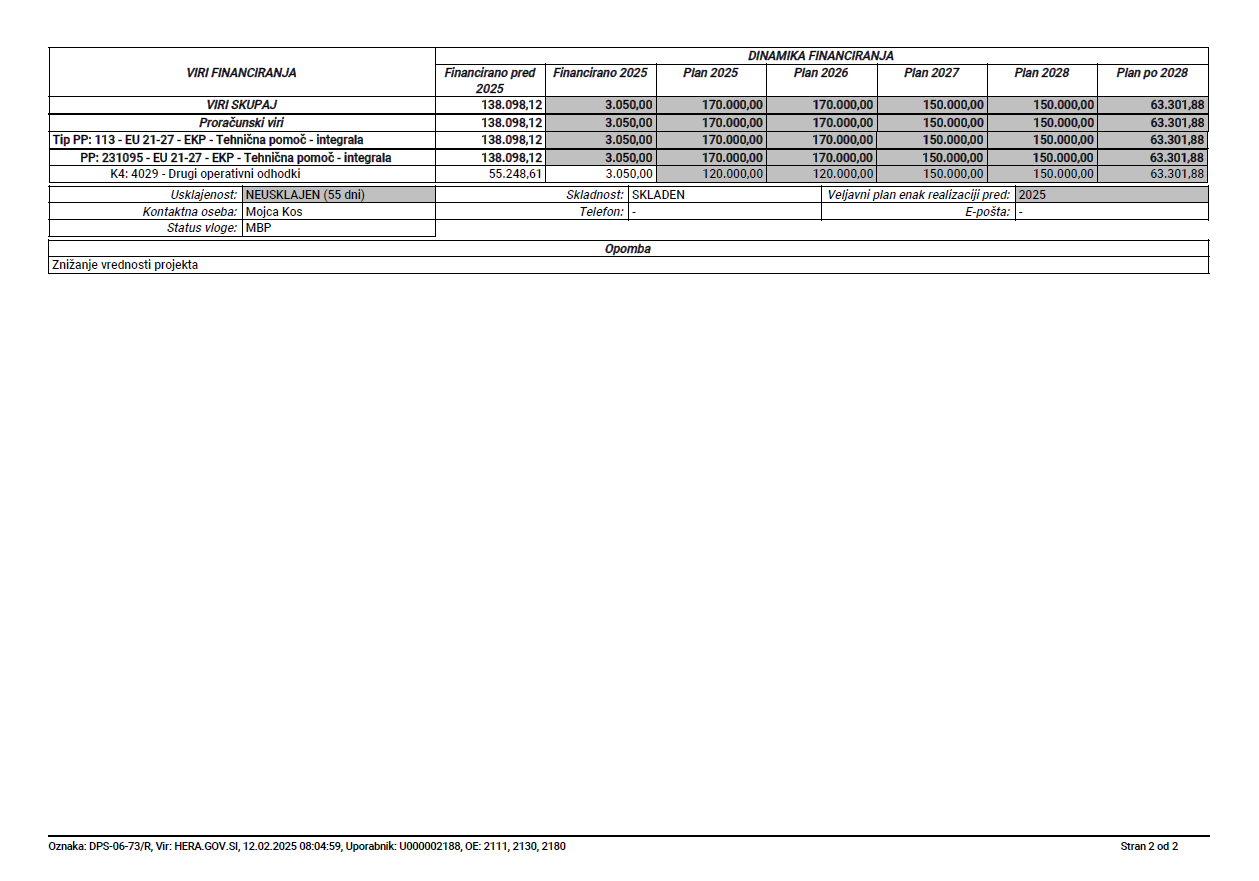 VIRI FINANCIRANJA DINAMIKA FINANCIRANJA
Financirano pred 2025 Financirano 2025 Plan 2025 Plan 2026 Plan 2027 Plan 2028 Plan po 2028
VIRI SKUPAJ 138.098,12 3.050,00 170.000,00 170.000,00 150.000,00 150.000,00 63.301,88
Proračunski viri 138.098,12 3.050,00 170.000,00 170.000,00 150.000,00 150.000,00 63.301,88
Tip PP: 113 - EU 21-27 - EKP - Tehnična pomoč - integrala 138.098,12 3.050,00 170.000,00 170.000,00 150.000,00 150.000,00 63.301,88
PP: 231095 - EU 21-27 - EKP - Tehnična pomoč - integrala 138.098,12 3.050,00 170.000,00 170.000,00 150.000,00 150.000,00 63.301,88
K4: 4029 - Drugi operativni odhodki 55.248,61 3.050,00 120.000,00 120.000,00 150.000,00 150.000,00 63.301,88
Usklajenost: NEUSKLAJEN (55 dni) Skladnost: SKLADEN Veljavni plan enak realizaciji pred: 2025
Kontaktna oseba: Mojca Kos Telefon: - E-pošta: -
Status vloge: MBP
Opomba
Znižanje vrednosti projekta
Oznaka: DPS-06-73/R, Vir: HERA.GOV.SI, 12.02.2025 08:04:59, Uporabnik: U000002188, OE: 2111, 2130, 2180 Stran 2 od 2